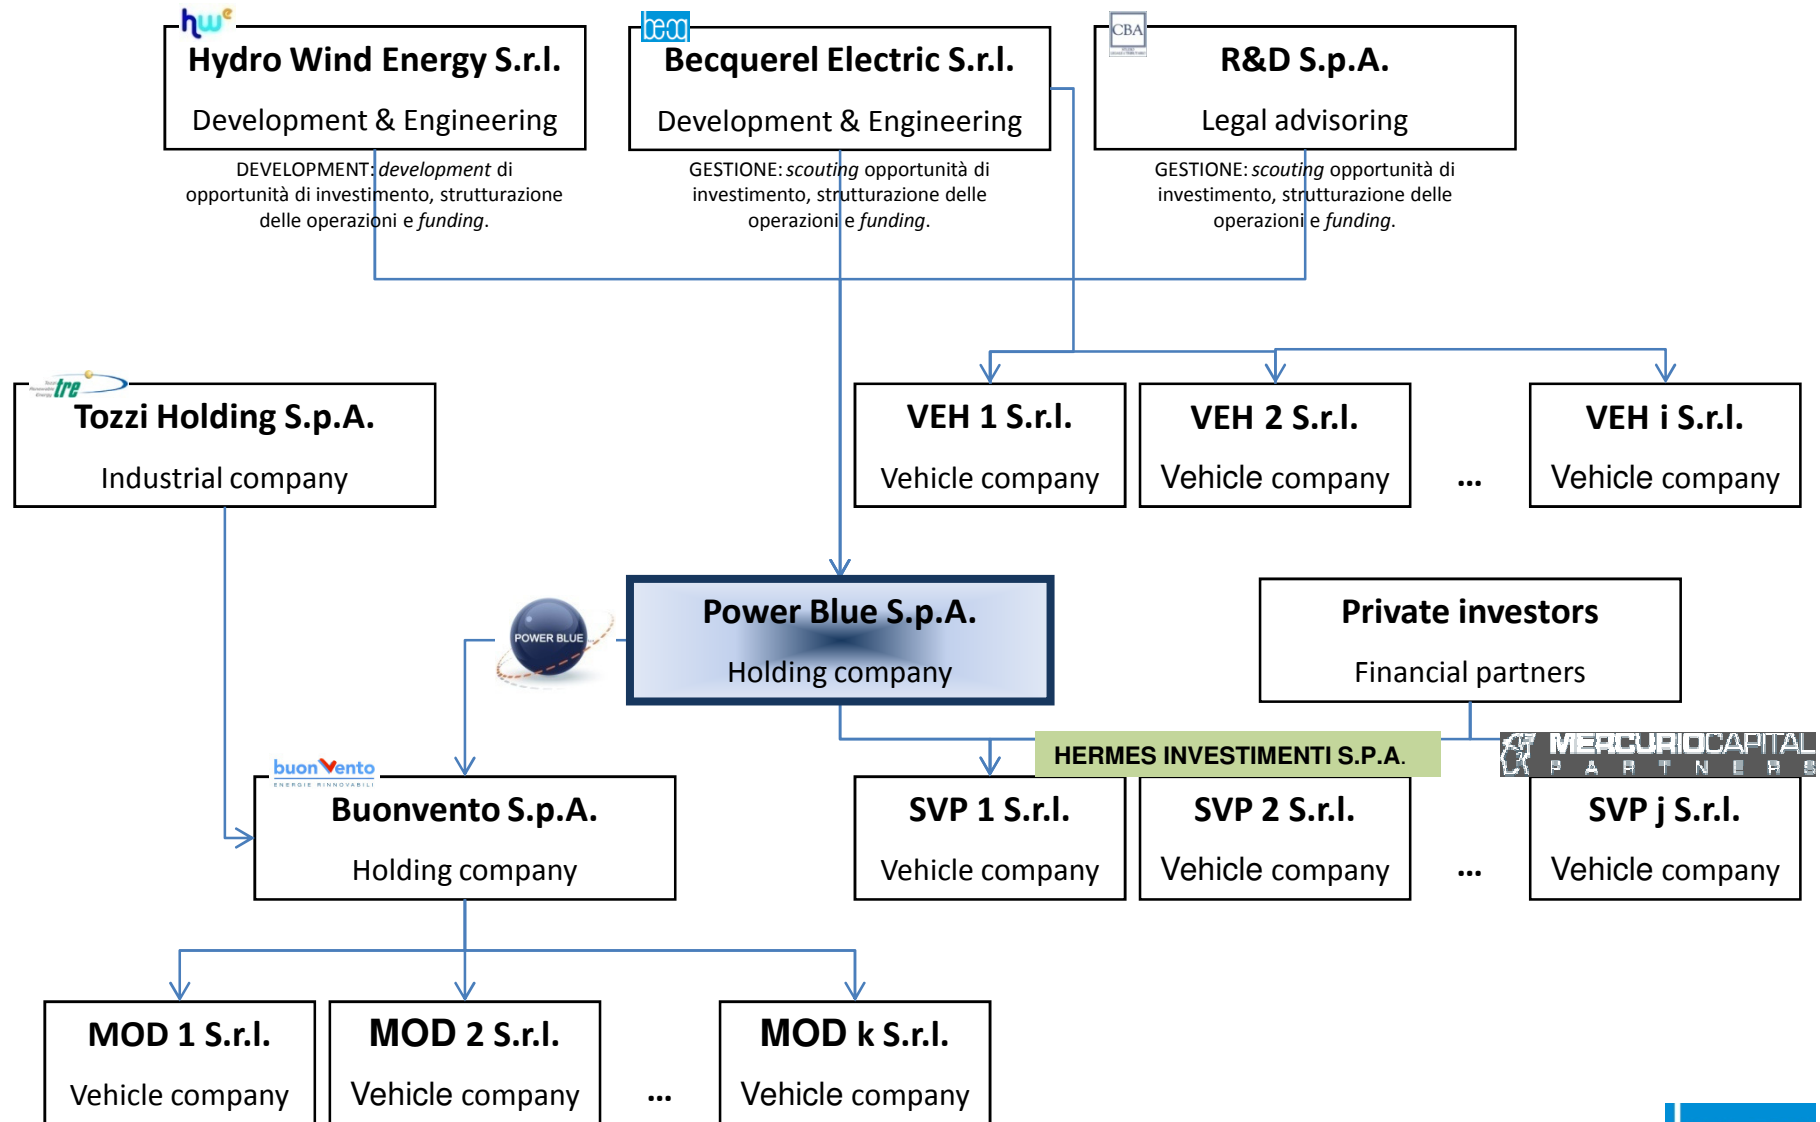 hwe
Hydro Wind Energy S.r.l.
Development & Engineering
DEVELOPMENT: development di
opportunità di investimento, strutturazione
delle operazioni e funding.
becq
Becquerel Electric S.r.l.
Development & Engineering
GESTIONE: scouting opportunità di
investimento, strutturazione delle
operazioni e funding.
CBA
R&D S.p.A.
Legal advisoring
GESTIONE: scouting opportunità di
investimento, strutturazione delle
operazioni e funding.
tre
Tozzi Holding S.p.A.
Industrial company
VEH 1 S.r.l.
Vehicle company
VEH 2 S.r.l.
Vehicle company
...
VEH i S.r.l.
Vehicle company
POWER BLUE
Power Blue S.p.A.
Holding company
Private investors
Financial partners
HERMES INVESTIMENTI S.P.A.
MERCURIOCAPITAL
PARTNERS
buonvento
ENERGIE RINNOVABILI
Buonvento S.p.A.
Holding company
SVP 1 S.r.l.
Vehicle company
SVP 2 S.r.l.
Vehicle company
...
SVP j S.r.l.
Vehicle company
MOD 1 S.r.l.
Vehicle company
MOD 2 S.r.l.
Vehicle company
...
MOD k S.r.l.
Vehicle company